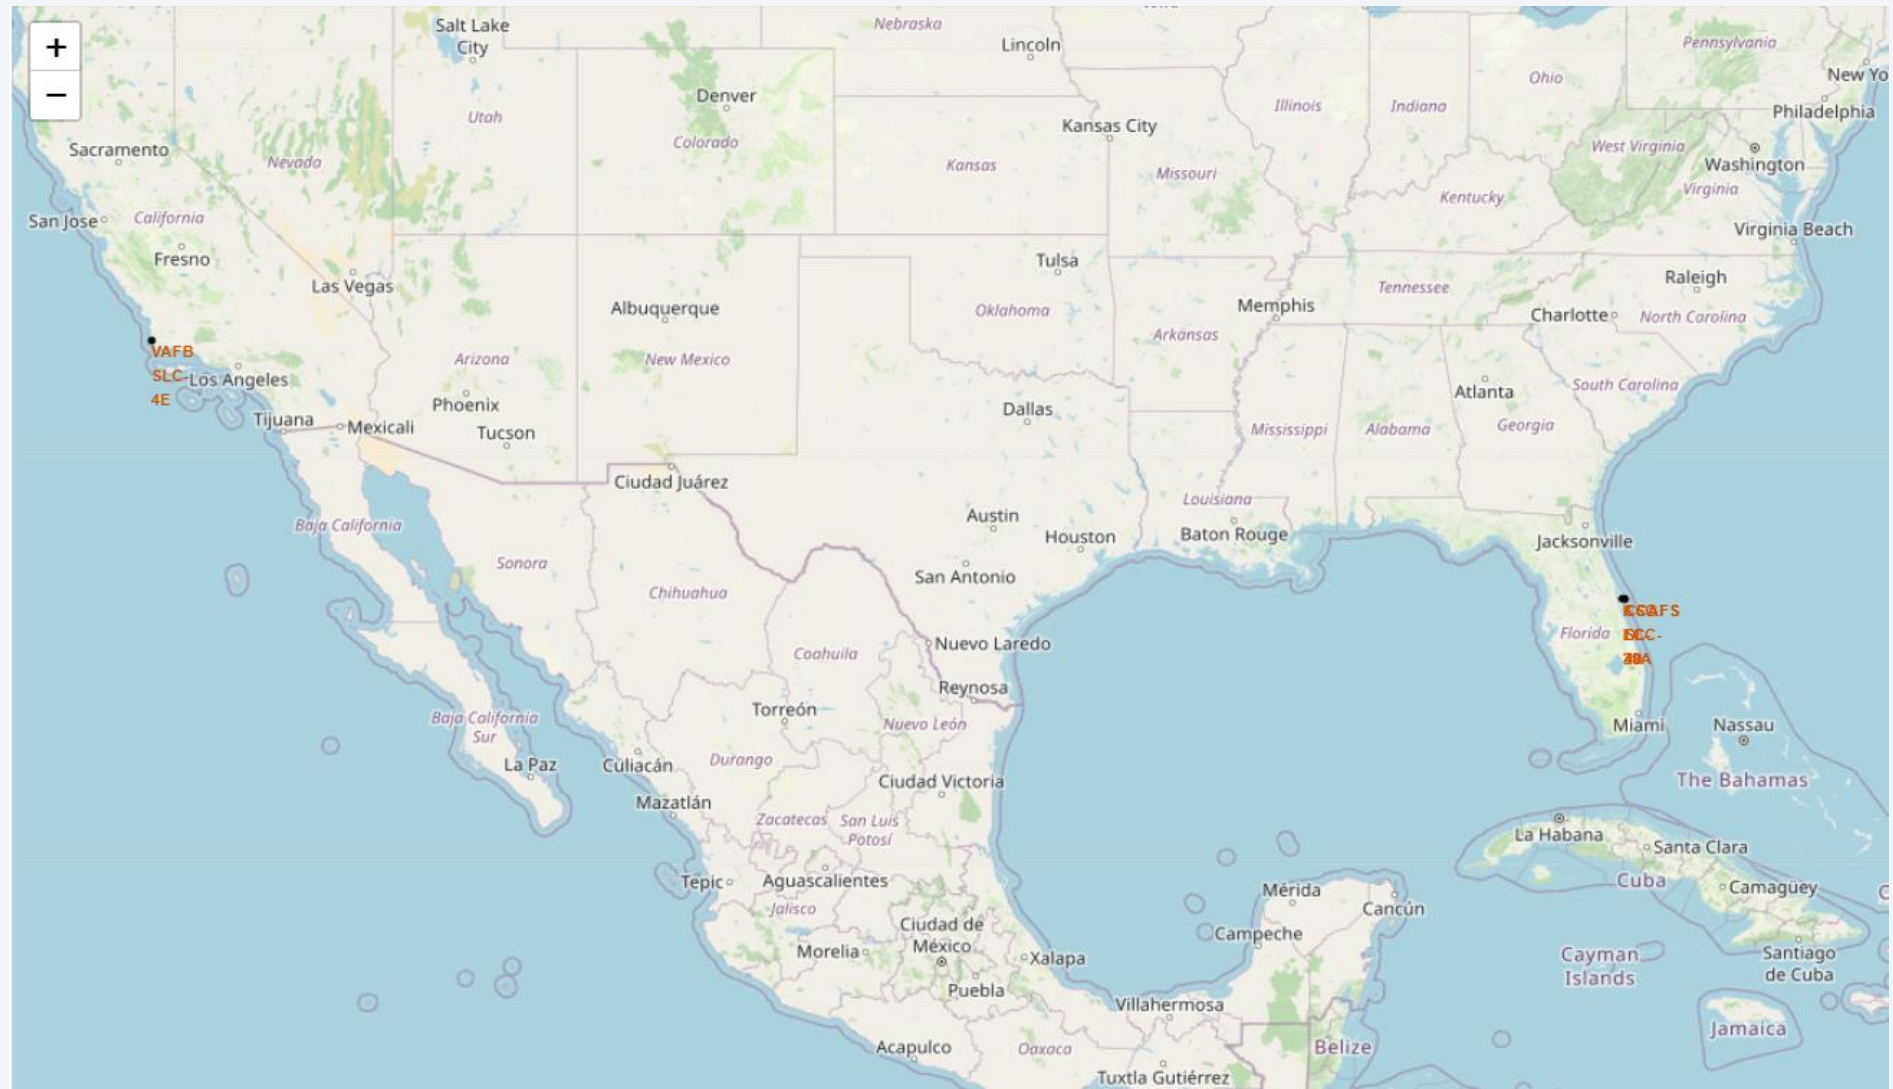 +
−
Salt Lake
City
Nebraska
Lincoln
Pennsylvania
New Yo
Denver
Ohio
Utah
Illinois
Indiana
Philadelphia
Kansas City
Colorado
Sacramento
Nevada
Kansas
Missouri
West Virginia
Washington
Virginia
Kentucky
San Jose
California
Virginia Beach
Fresno
Tulsa
Las Vegas
Raleigh
Tennessee
Albuquerque
Oklahoma
Memphis
Charlotte
North Carolina
Arkansas
VAFB
SLC-
4E
Los Angeles
Arizona
New Mexico
Atlanta
South Carolina
Phoenix
Dallas
Tijuana
Mexicali
Tucson
Mississippi
Alabama
Georgia
Ciudad Juárez
Louisiana
Baja California
Austin
Houston
Baton Rouge
Jacksonville
Sonora
San Antonio
Chihuahua
Florida
Nuevo Laredo
Coahuila
Reynosa
Torreón
Nuevo León
Baja California
Sur
Miami
Nassau
La Paz
Culiacán
Durango
Ciudad Victoria
The Bahamas
Mazatlán
Zacatecas
San Luis
Potosí
La Habana
Santa Clara
Tepic
Aguascalientes
Mérida
Cuba
Camagüey
Jalisco
Cancún
Ciudad de
México
Campeche
Morelia
Xalapa
Cayman
Islands
Santiago
de Cuba
Puebla
Villahermosa
Jamaica
Acapulco
Oaxaca
Belize
Tuxtla Gutiérrez